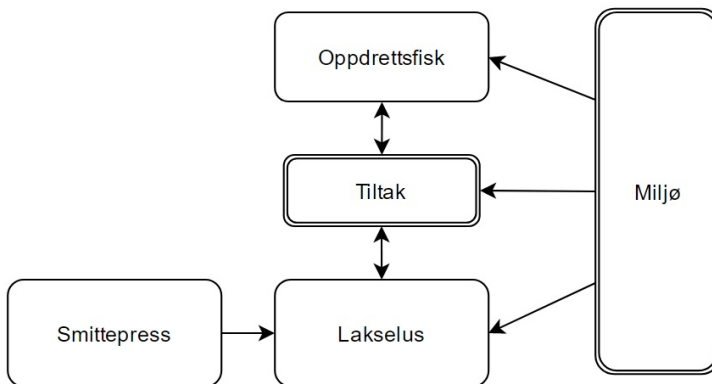 Oppdrettsfisk
Tiltak
Miljø
Smittepress
Lakselus